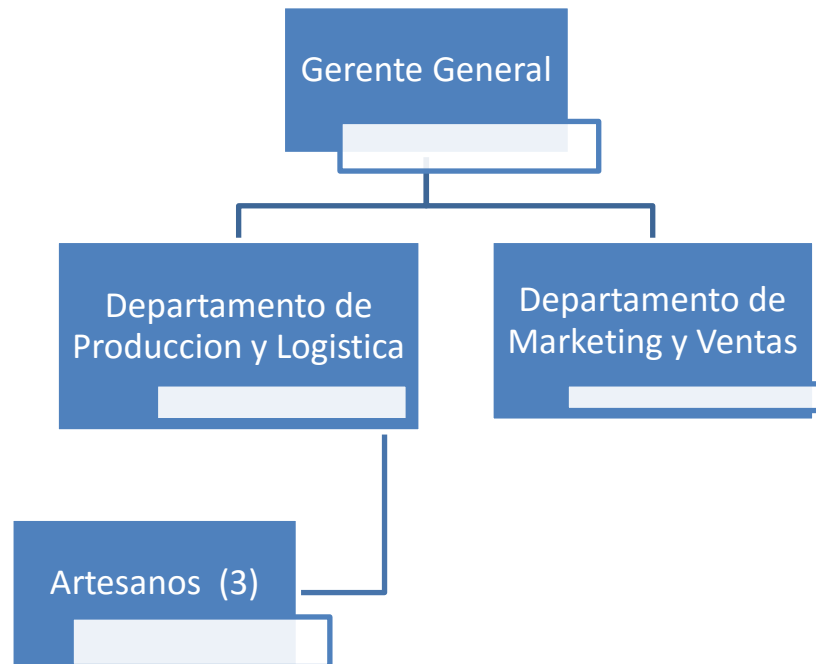 Gerente General
Departamento de
Produccion y Logistica
Departamento de
Marketing y Ventas
Artesanos  (3)